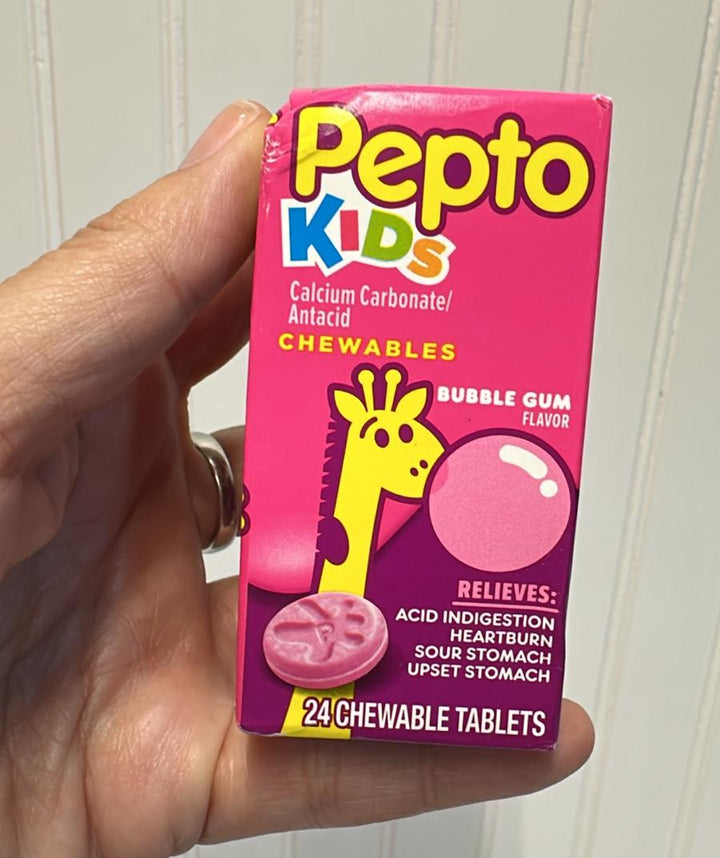 Pepto
KIDS
Calcium Carbonate/
Antacid
CHEWABLES
BUBBLE GUM
FLAVOR
RELIEVES:
ACID INDIGESTION
HEARTBURN
SOUR STOMACH
UPSET STOMACH
24 CHEWABLE TABLETS